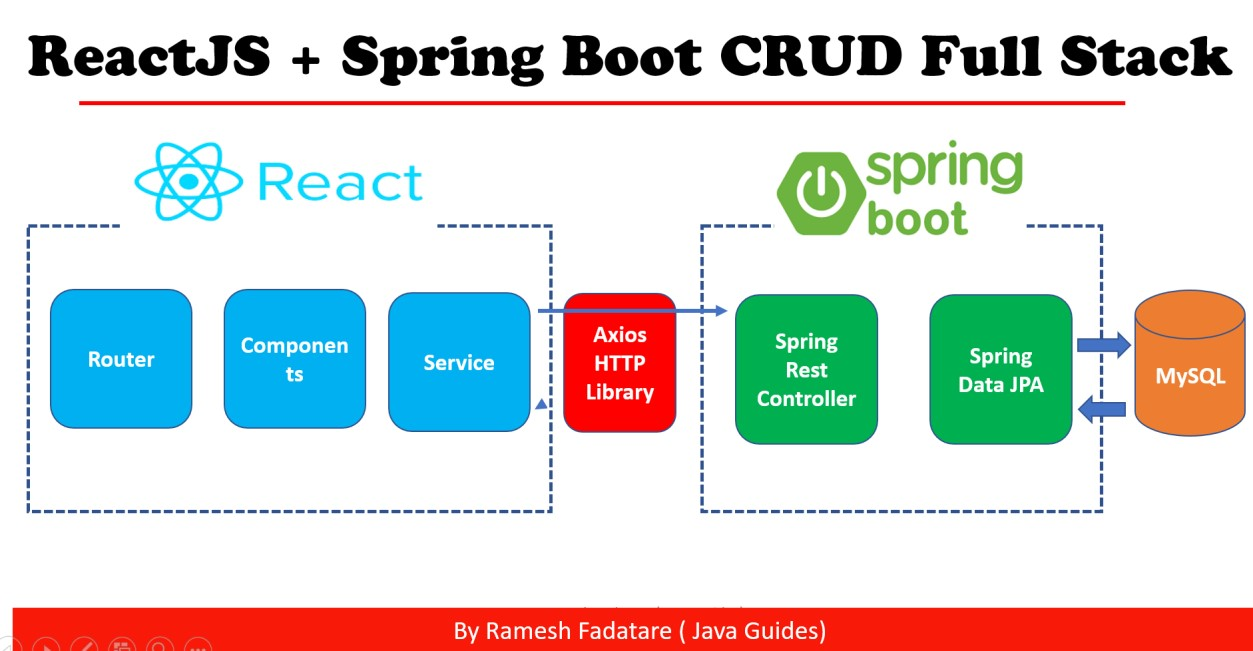 ReactJS + Spring Boot CRUD Full Stack
React
spring
boot
Router
Componen
ts
Service
Axios
HTTP
Library
Spring
Rest
Controller
Spring
Data JPA
MySQL
By Ramesh Fadatare ( Java Guides)